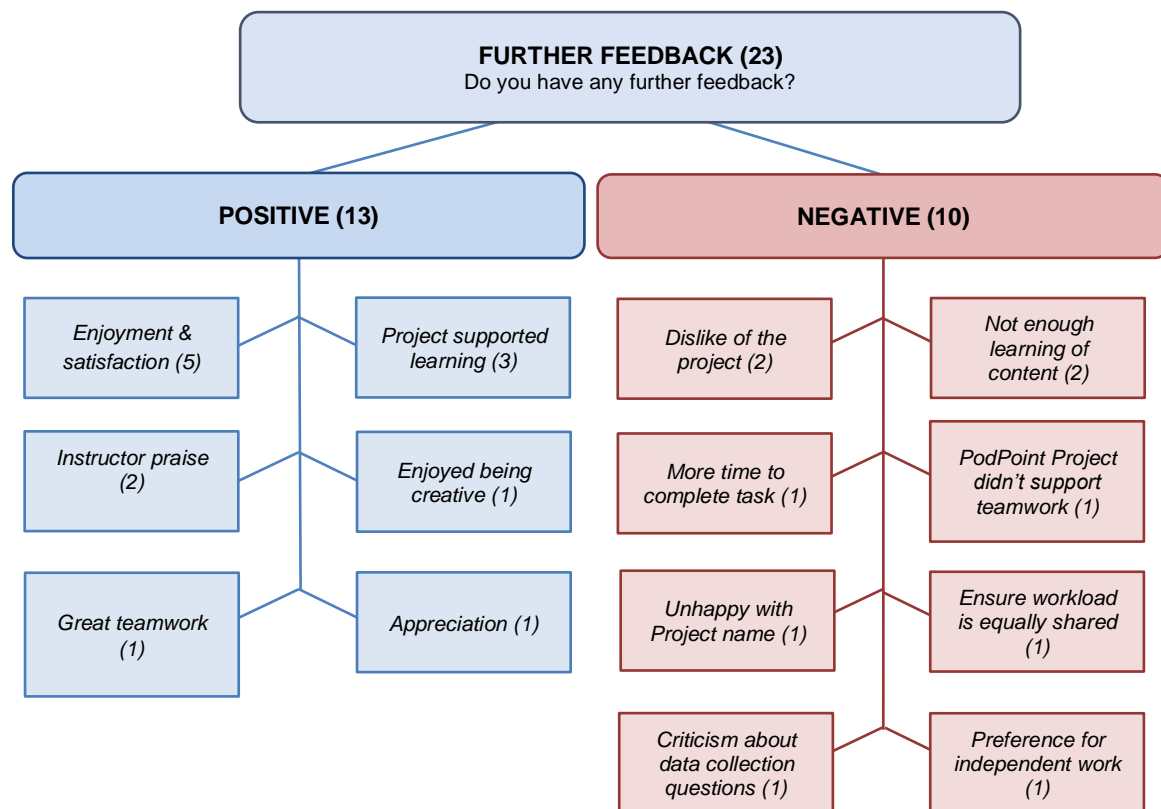 FURTHER FEEDBACK (23)
Do you have any further feedback?
POSITIVE (13)
NEGATIVE (10)
Enjoyment &
satisfaction (5)
Project supported
learning (3)
Instructor praise
(2)
Enjoyed being
creative (1)
Great teamwork
(1)
Appreciation (1)
Dislike of the
project (2)
Not enough
learning of
content (2)
More time to
complete task (1)
PodPoint Project
didn’t support
teamwork (1)
Unhappy with
Project name (1)
Ensure workload
is equally shared
(1)
Criticism about
data collection
questions (1)
Preference for
independent work
(1)